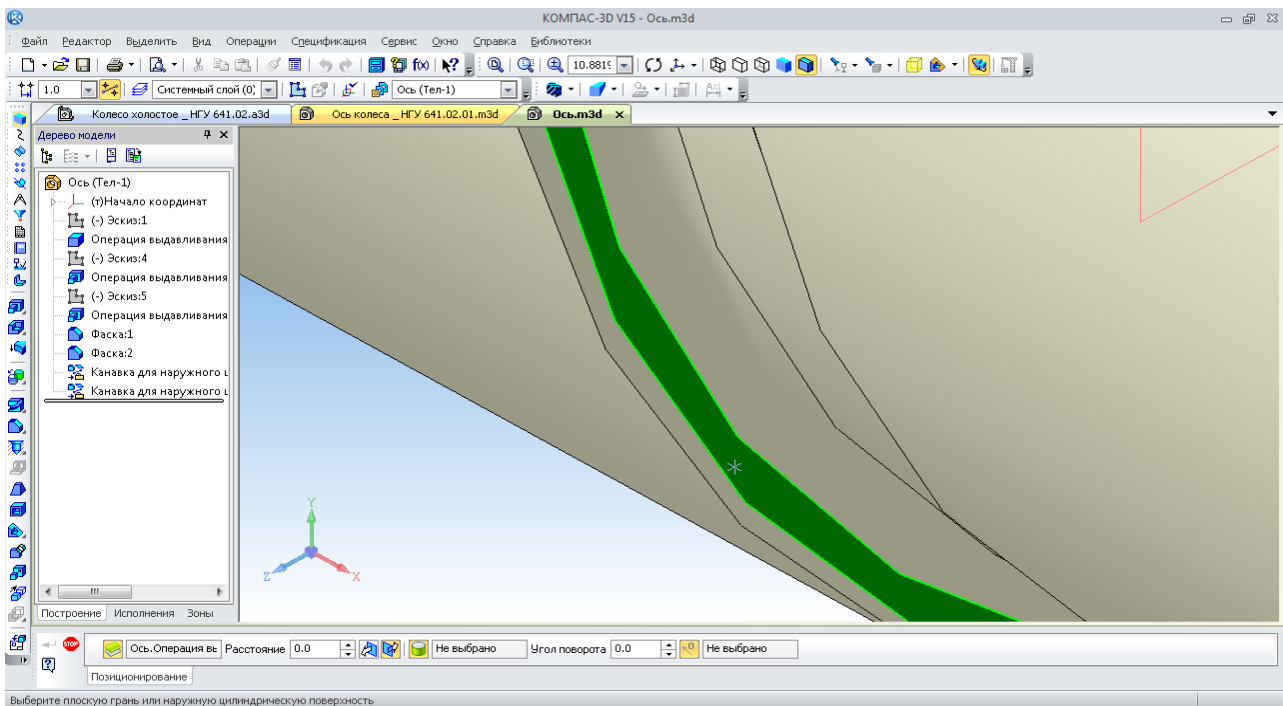 КОМПАС-3D V15 - Ось.m3d
Файл Редактор Выделить Вид Операции Спецификация Сервис Окно Справка Библиотеки
f(x) 10.8819
1.0 Системный слой (0) Ось (Тел-1)
Колесо холостое _ НГУ 641.02.a3d Ось колеса _ НГУ 641.02.01.m3d Ось.m3d
Дерево модели
Ось (Тел-1)
(т)Начало координат
(-) Эскиз:1
Операция выдавливания
(-) Эскиз:4
Операция выдавливания
(-) Эскиз:5
Операция выдавливания
Фаска:1
Фаска:2
Канавка для наружного ц
Канавка для наружного ц
Y
Z X
Построение Исполнения Зоны
STOP Ось.Операция вы Расстояние 0.0 Не выбрано Угол поворота 0.0 Не выбрано
Позиционирование
Выберите плоскую грань или наружную цилиндрическую поверхность